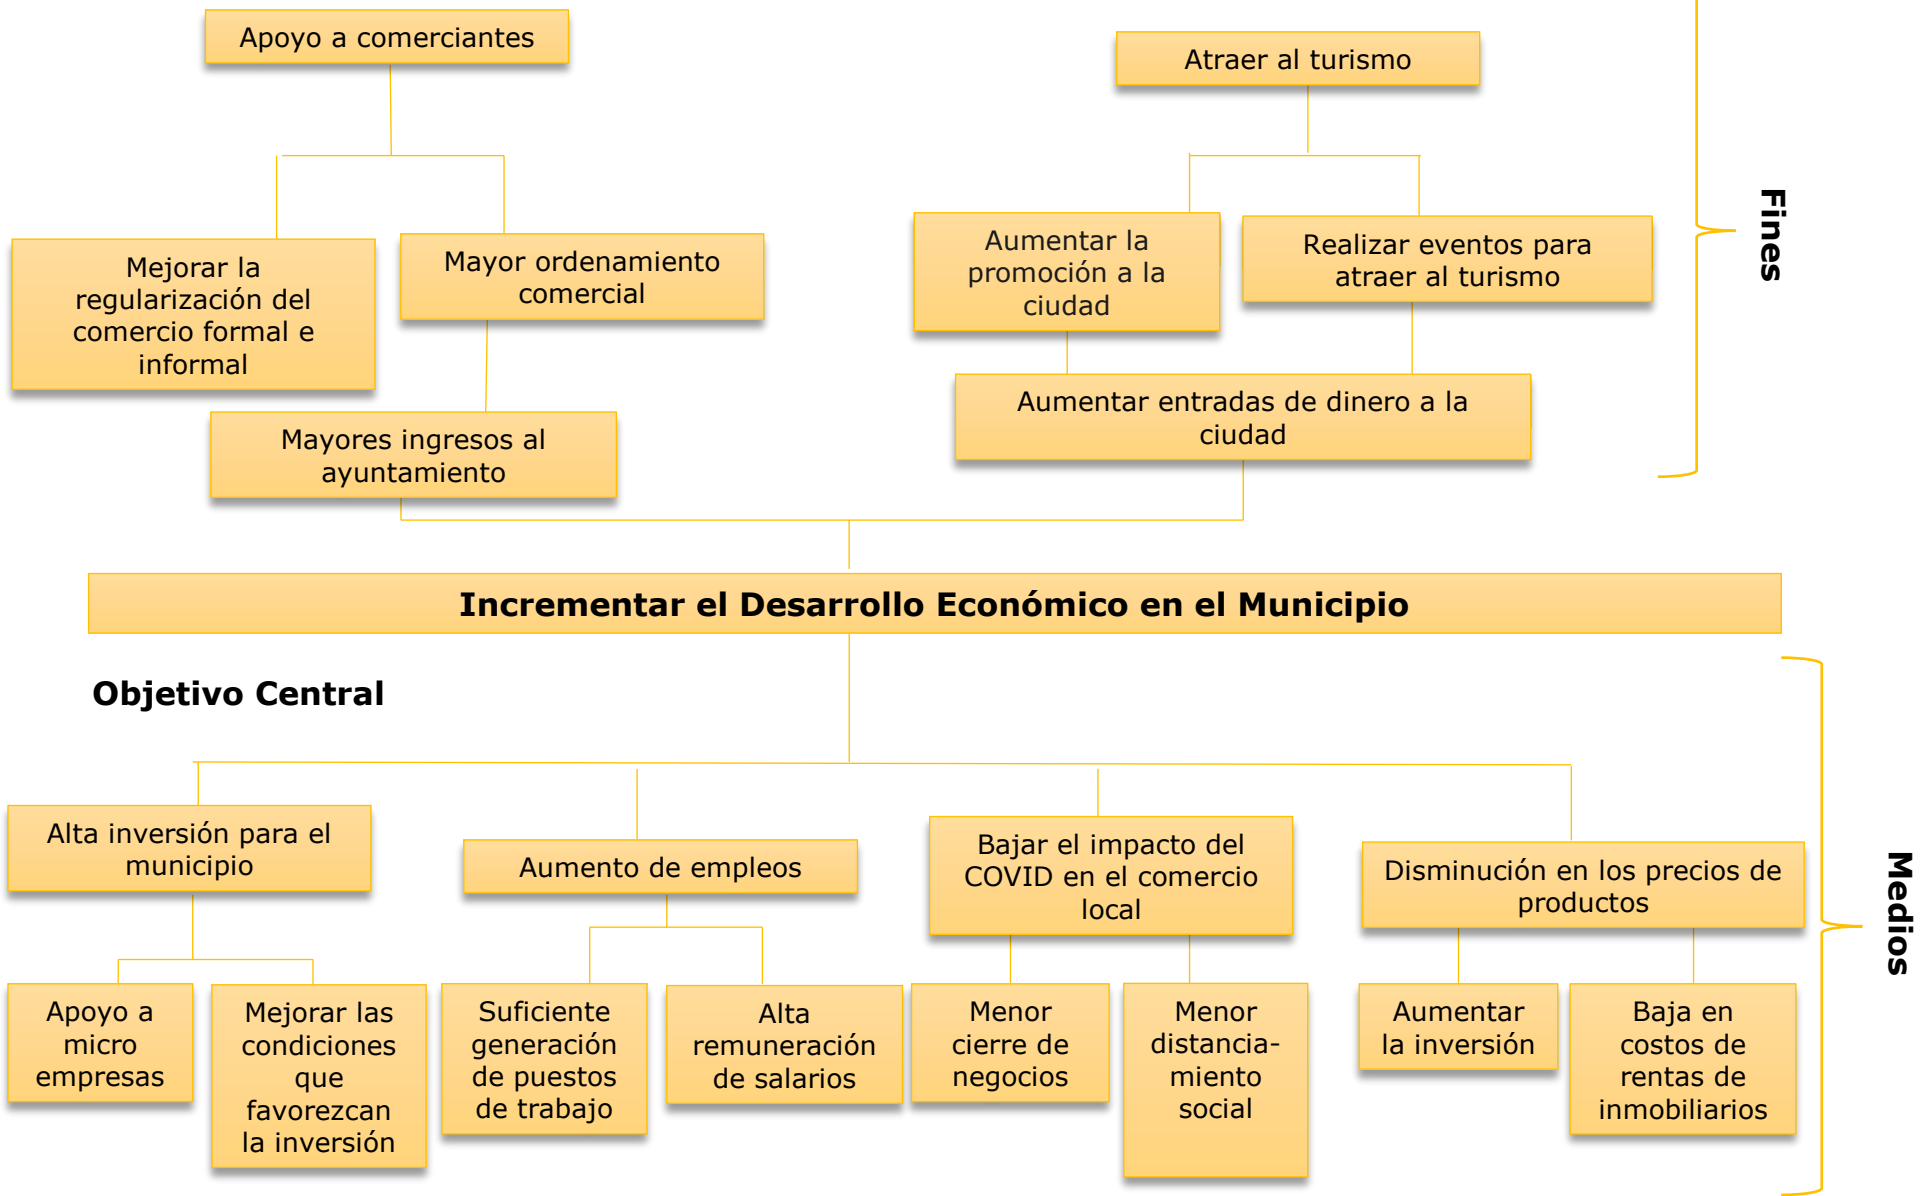 Apoyo a comerciantes
Atraer al turismo
Mejorar la
regularización del
comercio formal e
informal
Mayor ordenamiento
comercial
Aumentar la
promoción a la
ciudad
Realizar eventos para
atraer al turismo
Fines
Mayores ingresos al
ayuntamiento
Aumentar entradas de dinero a la
ciudad
Incrementar el Desarrollo Económico en el Municipio
Objetivo Central
Alta inversión para el
municipio
Aumento de empleos
Bajar el impacto del
COVID en el comercio
local
Disminución en los precios de
productos
Medios
Apoyo a
micro
empresas
Mejorar las
condiciones
que
favorezcan
la inversión
Suficiente
generación
de puestos
de trabajo
Alta
remuneración
de salarios
Menor
cierre de
negocios
Menor
distancia-
miento
social
Aumentar
la inversión
Baja en
costos de
rentas de
inmobiliarios